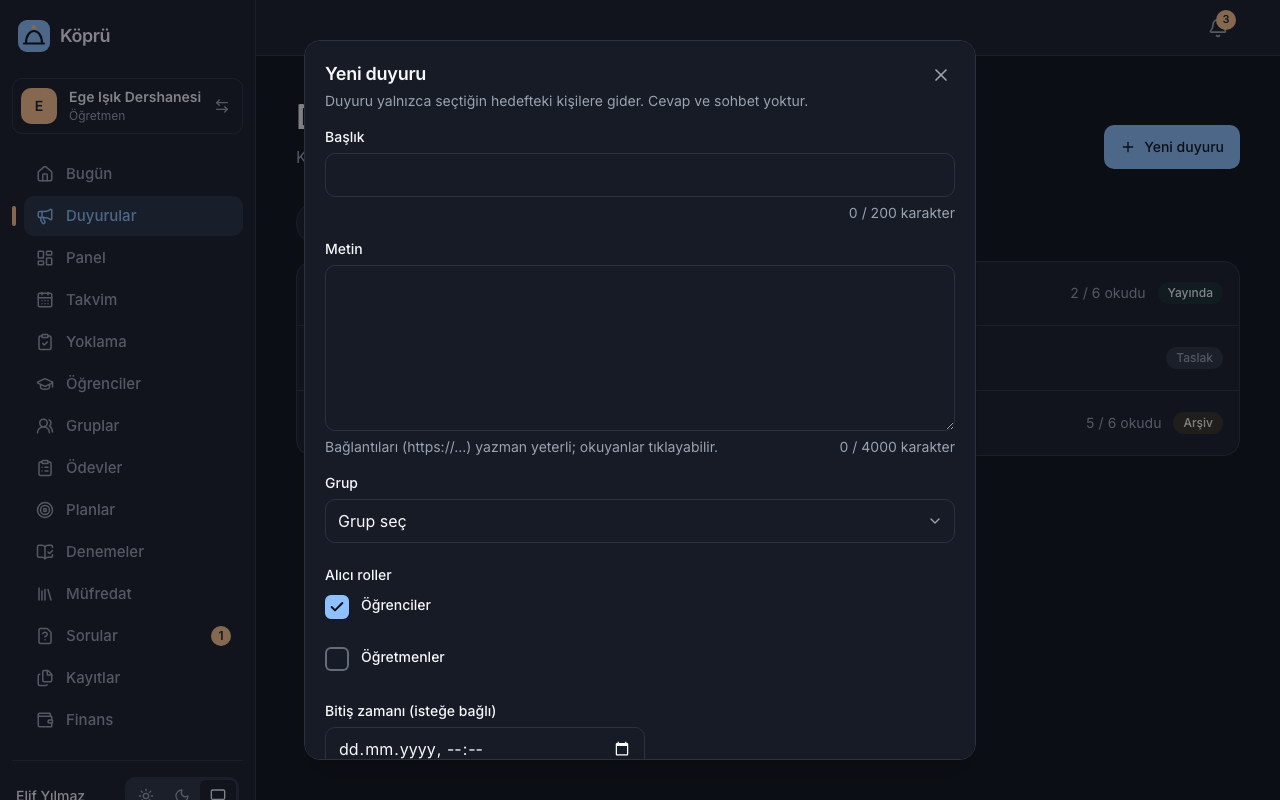 Köprü
3
E
Ege Işık Dershanesi
Öğretmen
Bugün
Duyurular
Panel
Takvim
Yoklama
Öğrenciler
Gruplar
Ödevler
Planlar
Denemeler
Müfredat
Sorular 1
Kayıtlar
Finans
Elif Yılmaz
Yeni duyuru
2 / 6 okudu Yayında
Taslak
5 / 6 okudu Arşiv
Yeni duyuru
Duyuru yalnızca seçtiğin hedefteki kişilere gider. Cevap ve sohbet yoktur.
Başlık
0 / 200 karakter
Metin
Bağlantıları (https://...) yazman yeterli; okuyanlar tıklayabilir. 0 / 4000 karakter
Grup
Grup seç
Alıcı roller
Öğrenciler
Öğretmenler
Bitiş zamanı (isteğe bağlı)
dd.mm.yyyy, --:--